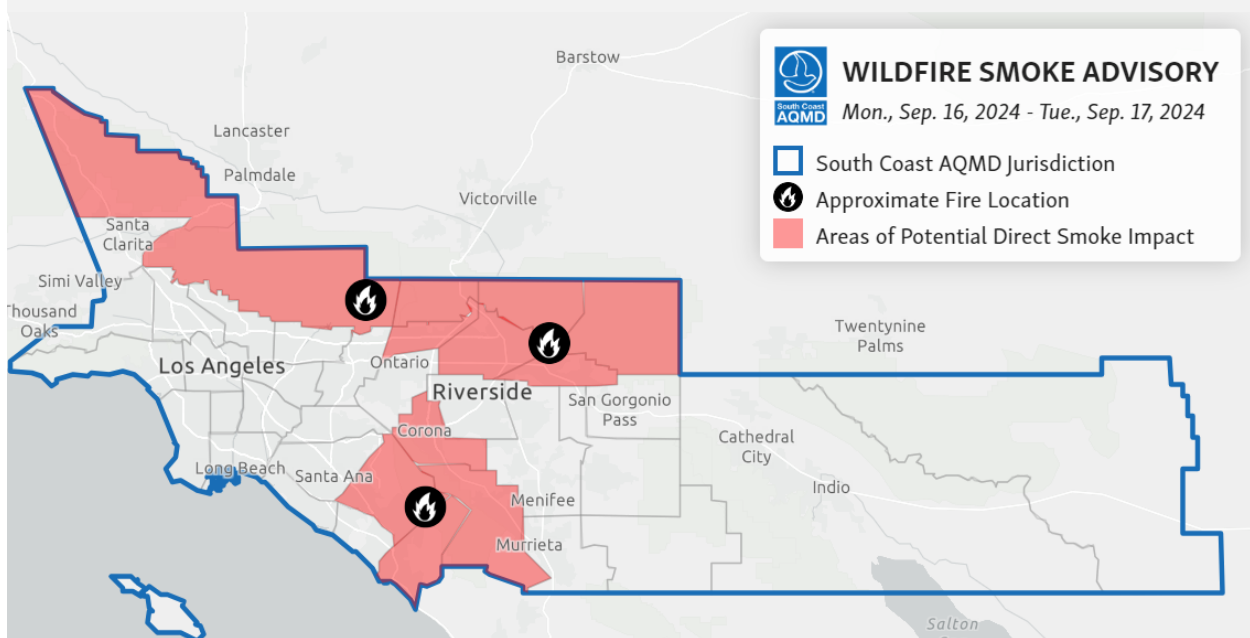 Barstow
WILDFIRE SMOKE ADVISORY
South Coast
AQMD
Mon., Sep. 16, 2024 - Tue., Sep. 17, 2024
South Coast AQMD Jurisdiction
Approximate Fire Location
Areas of Potential Direct Smoke Impact
Lancaster
Palmdale
Victorville
Santa
Clarita
Simi Valley
Thousand
Oaks
Twentynine
Palms
Los Angeles
Ontario
Riverside
San Gorgonio
Pass
Corona
Cathedral
City
Long Beach
Santa Ana
Indio
Menifee
Murrieta
Salton